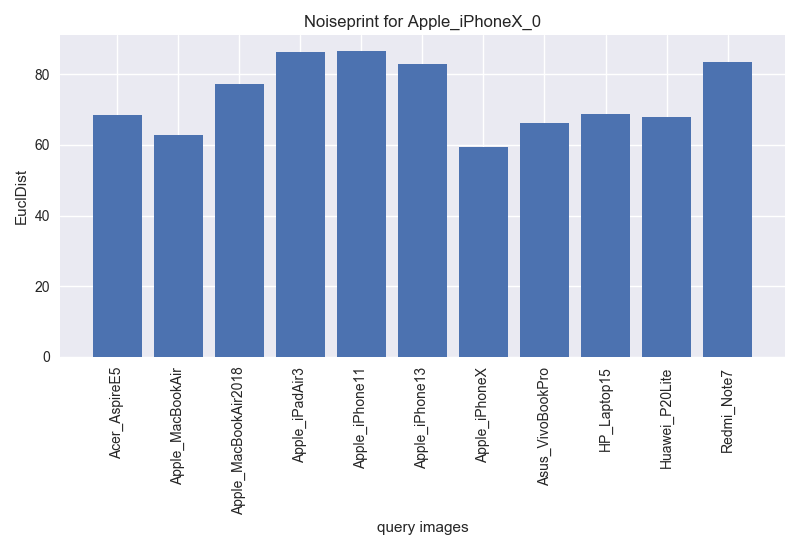 Noiseprint for Apple_iPhoneX_0
EuclDist
80
60
40
20
0
Acer_AspireE5
Apple_MacBookAir
Apple_MacBookAir2018
Apple_iPadAir3
Apple_iPhone11
Apple_iPhone13
Apple_iPhoneX
Asus_VivoBookPro
HP_Laptop15
Huawei_P20Lite
Redmi_Note7
query images